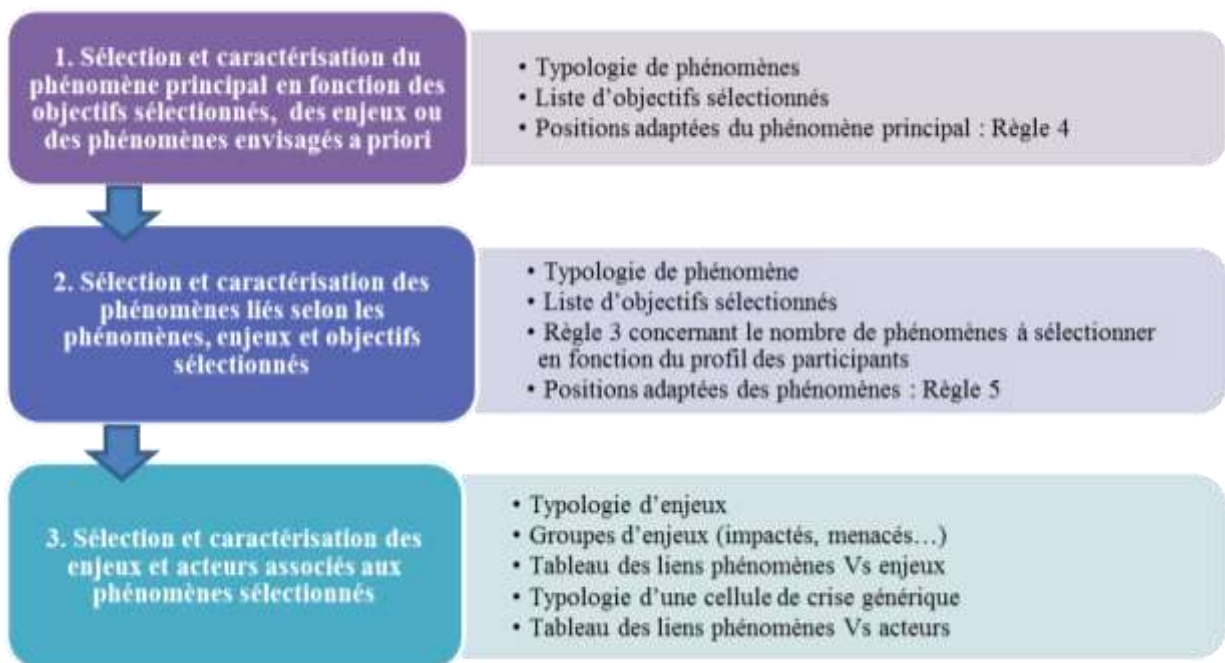 1. Sélection et caractérisation du
phénomène principal en fonction des
objectifs sélectionnés, des enjeux ou
des phénomènes envisagés a priori
• Typologie de phénomènes
• Liste d'objectifs sélectionnés
• Positions adaptées du phénomène principal : Règle 4
2. Sélection et caractérisation des
phénomènes liés selon les
phénomènes, enjeux et objectifs
sélectionnés
• Typologie de phénomène
• Liste d'objectifs sélectionnés
• Règle 3 concernant le nombre de phénomènes à sélectionner
en fonction du profil des participants
• Positions adaptées des phénomènes : Règle 5
3. Sélection et caractérisation des
enjeux et acteurs associés aux
phénomènes sélectionnés
• Typologie d'enjeux
• Groupes d'enjeux (impactés, menacés…)
• Tableau des liens phénomènes Vs enjeux
• Typologie d'une cellule de crise générique
• Tableau des liens phénomènes Vs acteurs